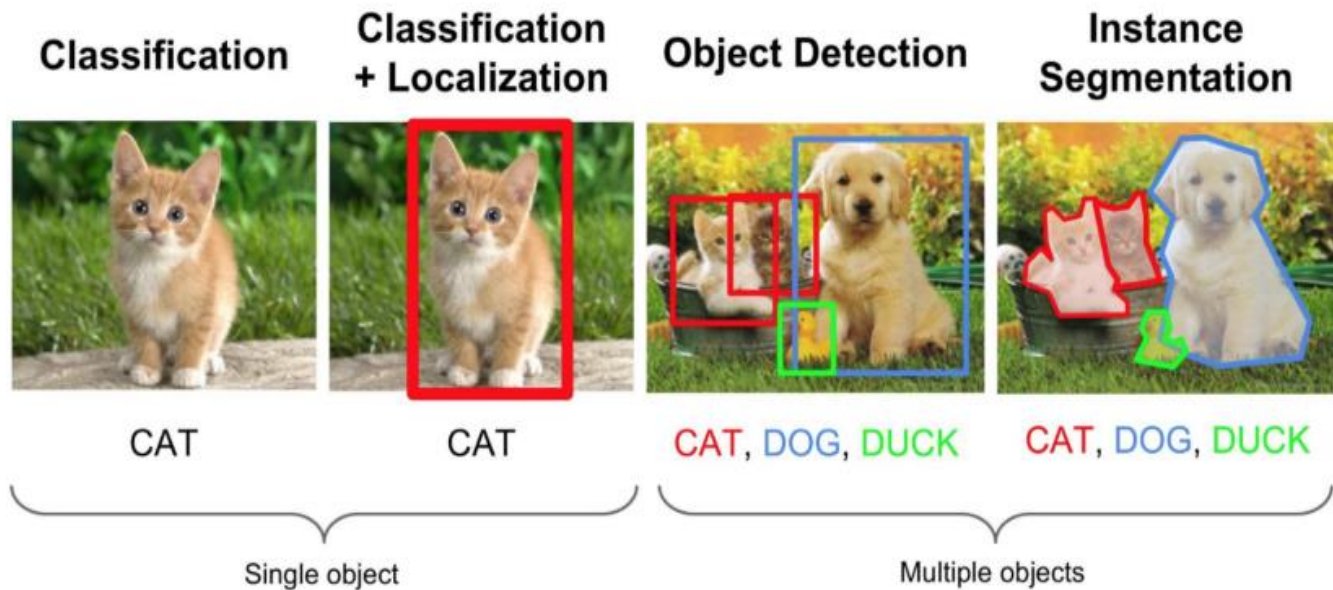 Classification
Classification
+ Localization
Object Detection
Instance
Segmentation
CAT
CAT
CAT, DOG, DUCK
CAT, DOG, DUCK
Single object
Multiple objects